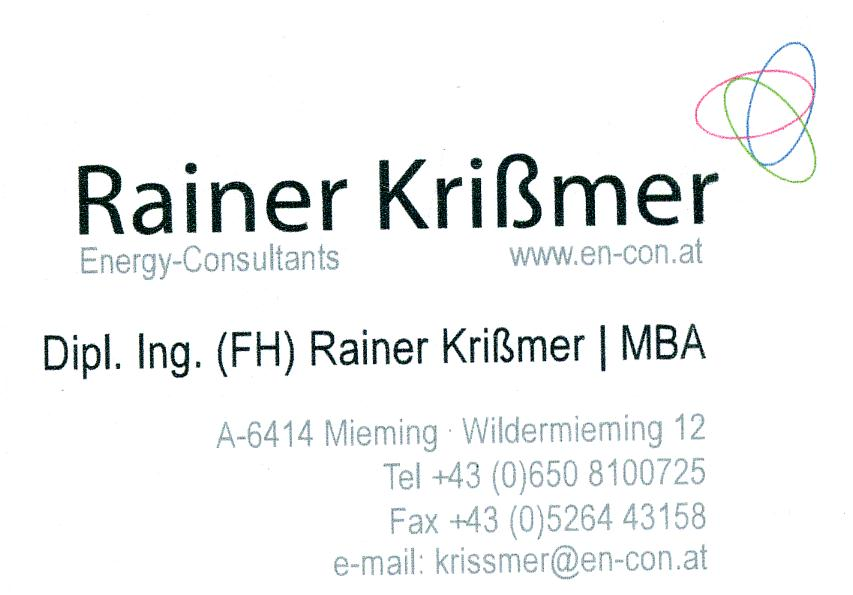 Rainer Krißmer
Energy-Consultants www.en-con.at
Dipl. Ing. (FH) Rainer Krißmer | MBA
A-6414 Mieming · Wildermieming 12
Tel +43 (0)650 8100725
Fax +43 (0)5264 43158
e-mail: krissmer@en-con.at